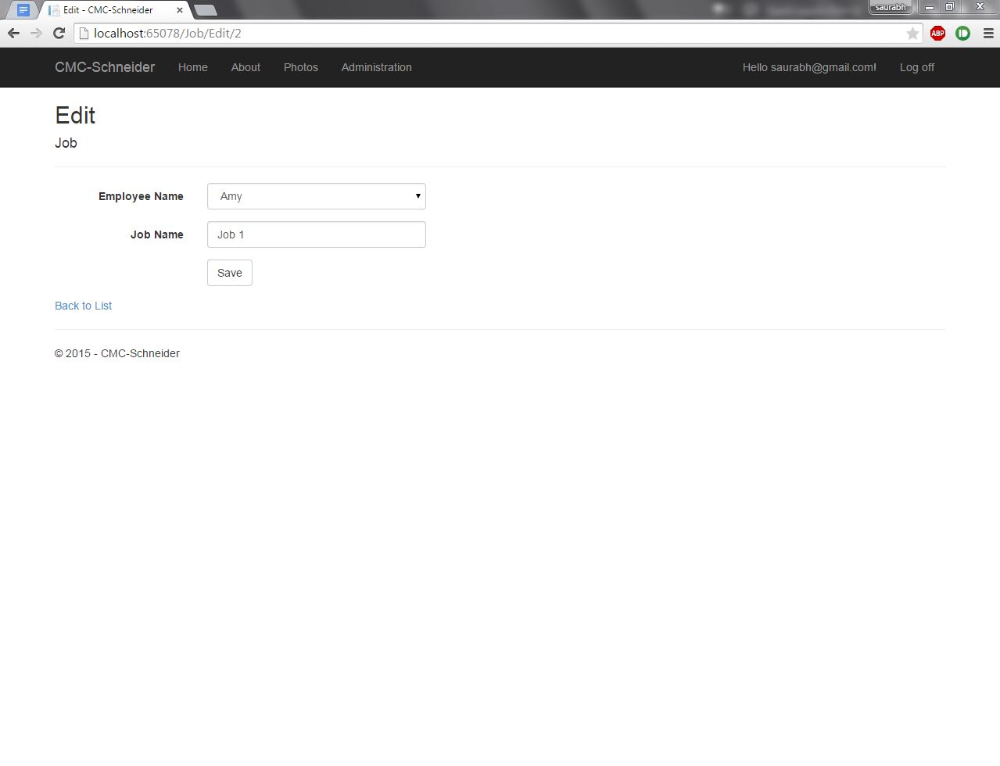 Edit - CMC-Schneider
saurabh
localhost:65078/Job/Edit/2
ABP
CMC-Schneider Home About Photos Administration Hello saurabh@gmail.com! Log off
Edit
Job
Employee Name Amy
Job Name Job 1
Save
Back to List
© 2015 - CMC-Schneider